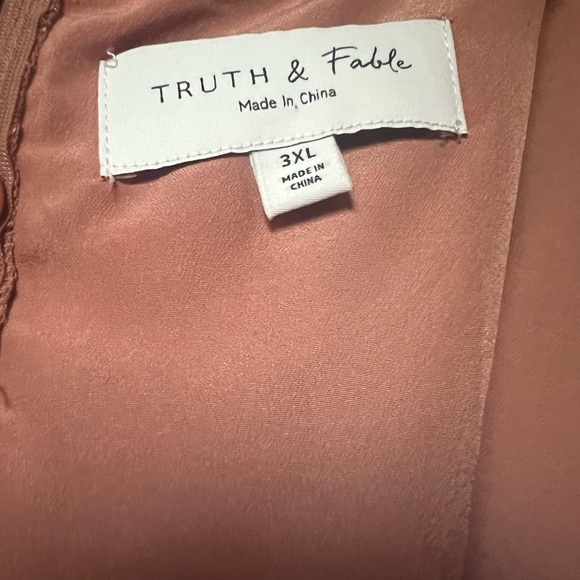 TRUTH & Fable
Made In China
3XL
MADE IN
CHINA